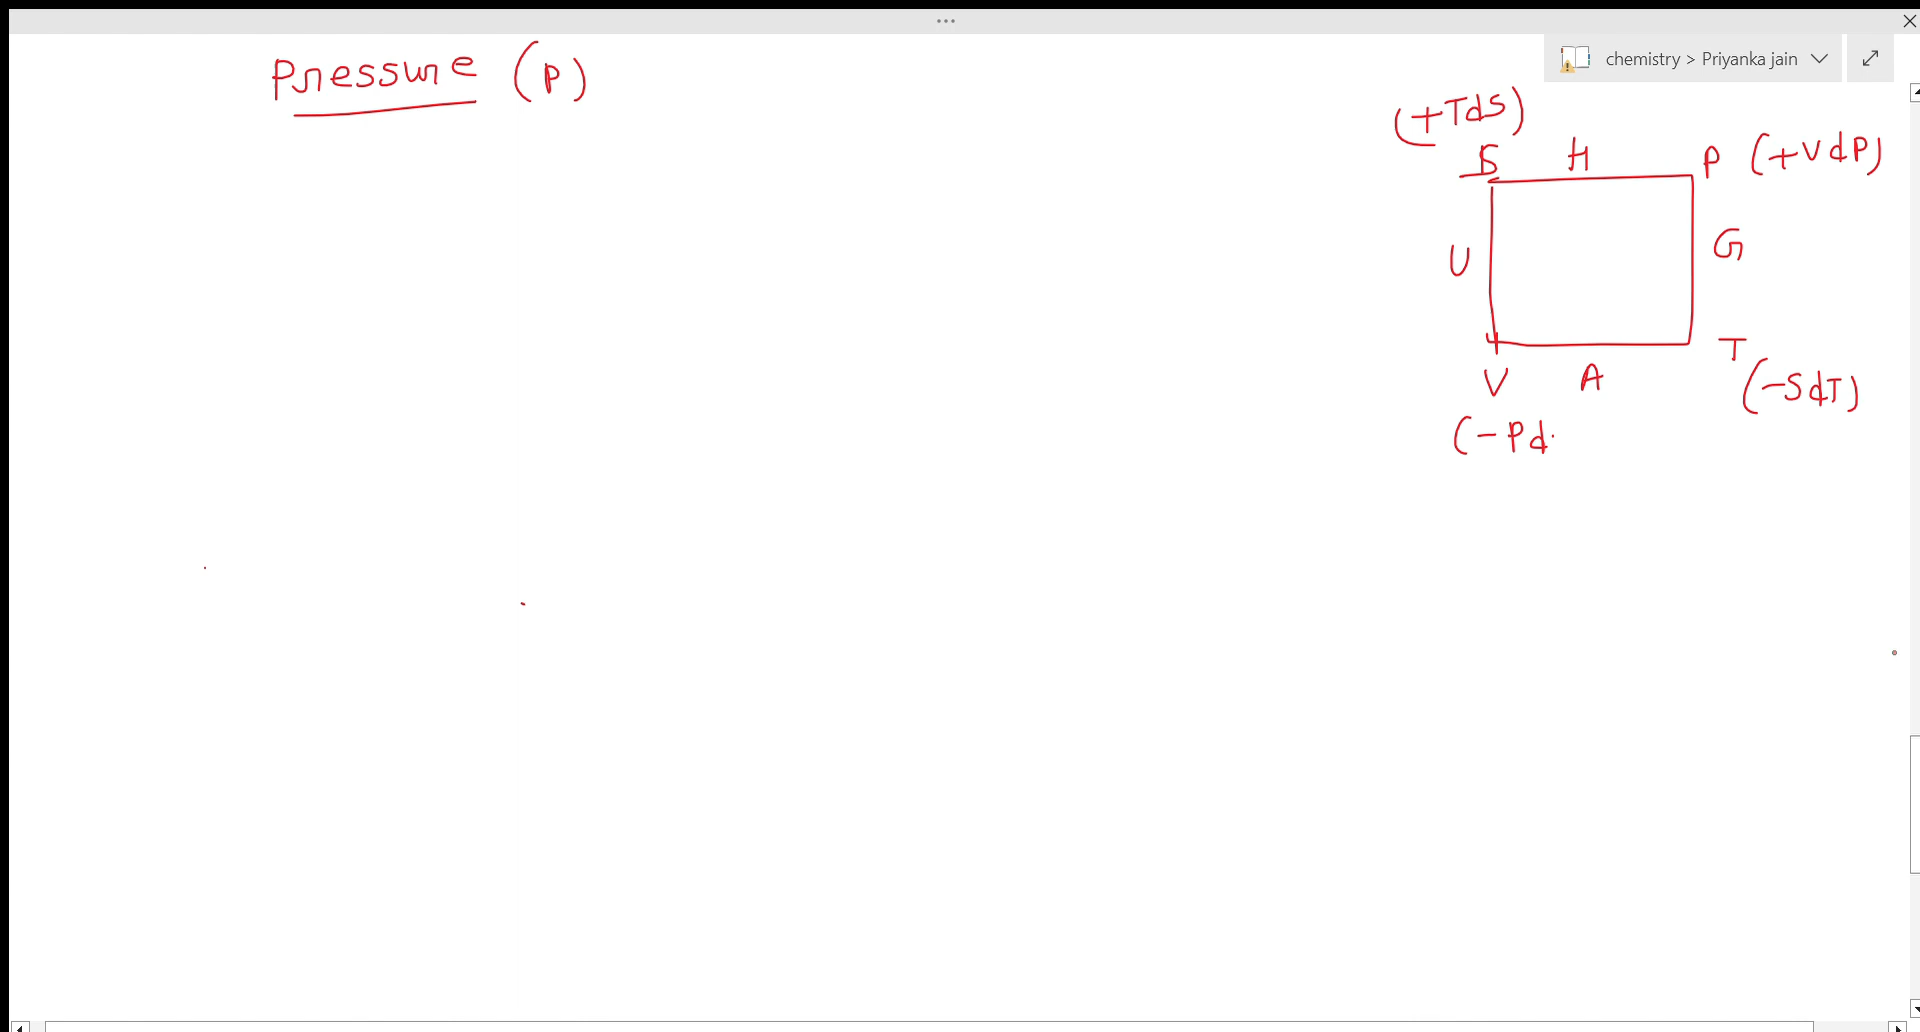 Pressure (P)
chemistry > Priyanka jain
(+TdS)
S H P (+VdP)
U G
T
V A (-SdT)
(-Pd